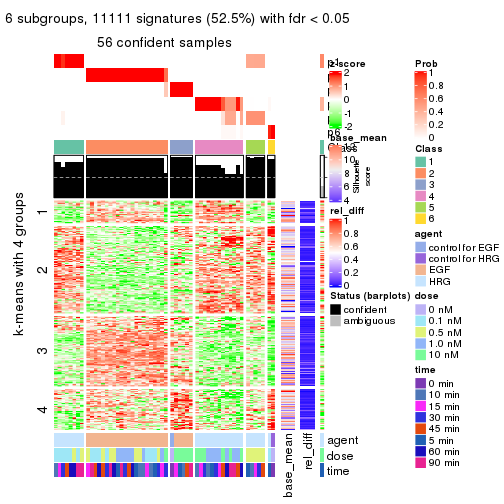 6 subgroups, 11111 signatures (52.5%) with fdr < 0.05
56 confident samples
k-means with 4 groups
1
2
3
4
z-score
2
1
0
-1
-2
base_mean
10
8
6
4
Silhouette
score
rel_diff
1
0.8
0.6
0.4
0.2
0
Status (barplots)
confident
ambiguous
Prob
1
0.8
0.6
0.4
0.2
0
Class
1
2
3
4
5
6
agent
control for EGF
control for HRG
EGF
HRG
dose
0 nM
0.1 nM
0.5 nM
1.0 nM
10 nM
time
0 min
10 min
15 min
30 min
45 min
5 min
60 min
90 min
agent
dose
time
base_mean
rel_diff